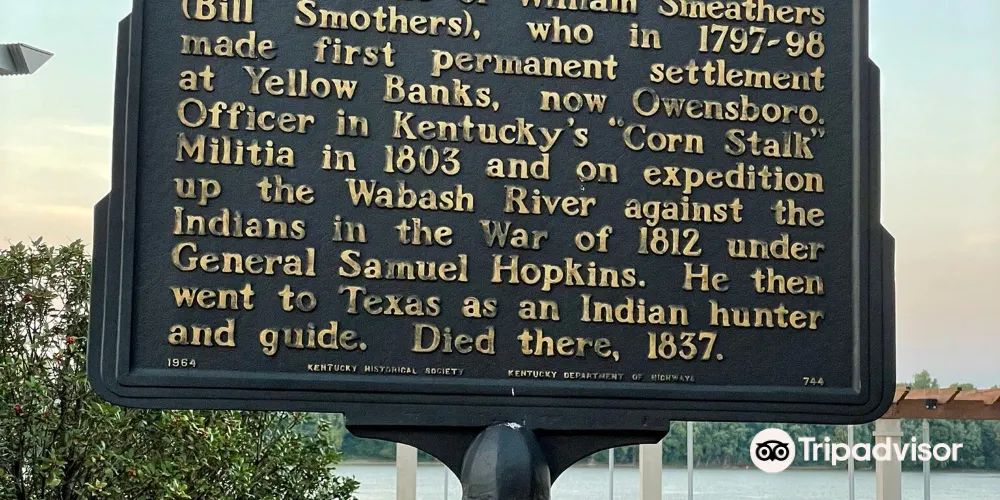 of William Smeathers
(Bill Smothers), who in 1797-98
made first permanent settlement
at Yellow Banks, now Owensboro.
Officer in Kentucky's "Corn Stalk"
Militia in 1803 and on expedition
up the Wabash River against the
Indians in the War of 1812 under
General Samuel Hopkins. He then
went to Texas as an Indian hunter
and guide. Died there, 1837.
1964 KENTUCKY HISTORICAL SOCIETY KENTUCKY DEPARTMENT OF HIGHWAYS 744
Tripadvisor